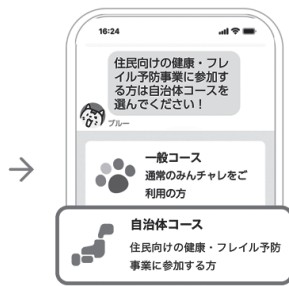 16:24
住民向けの健康・フレ
イル予防事業に参加す
る方は自治体コースを
選んでください！
ブルー
一般コース
通常のみんチャレをご
利用の方
自治体コース
住民向けの健康・フレイル予防
事業に参加する方